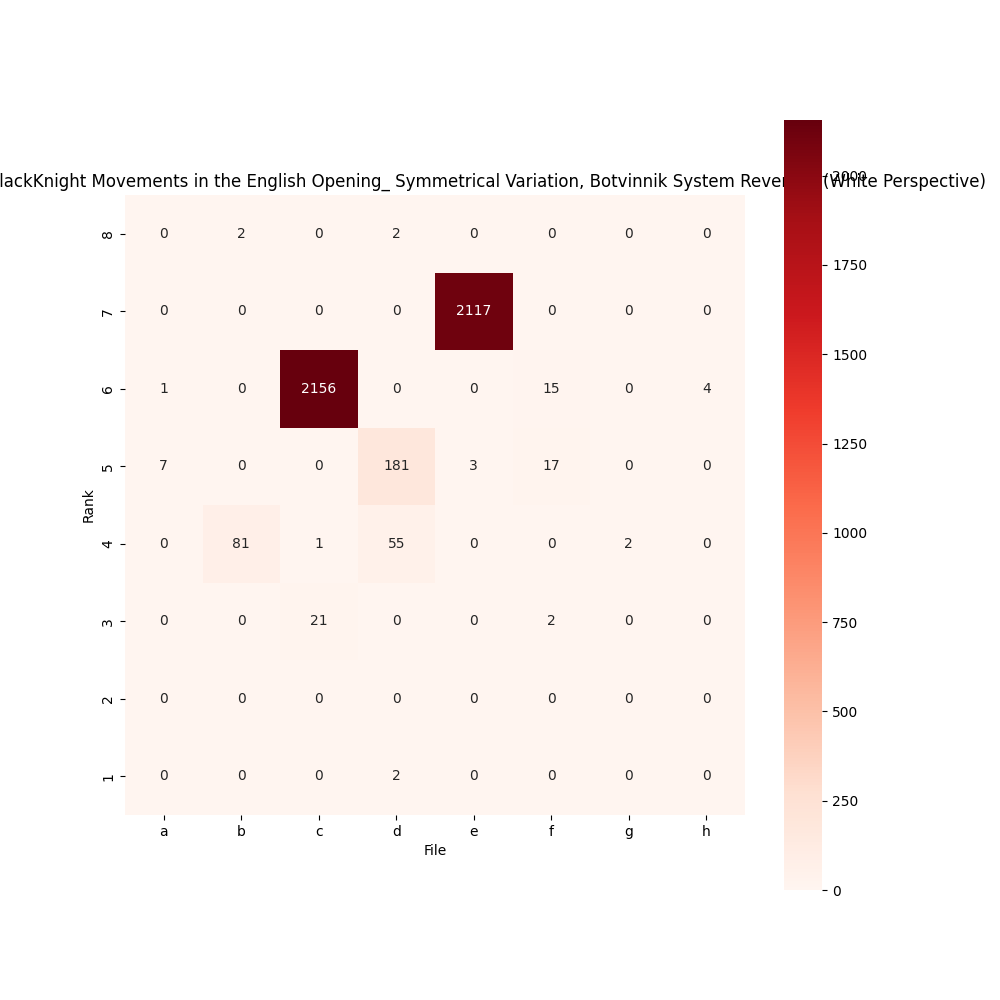 lackKnight Movements in the English Opening_ Symmetrical Variation, Botvinnik System Reversed (White Perspective)
2000
8 0 2 0 2 0 0 0 0
1750
7 0 0 0 0 2117 0 0 0
1500
6 1 0 2156 0 0 15 0 4
1250
5 7 0 0 181 3 17 0 0
Rank
1000
4 0 81 1 55 0 0 2 0
750
3 0 0 21 0 0 2 0 0
500
2 0 0 0 0 0 0 0 0
250
1 0 0 0 2 0 0 0 0
a b c d e f g h
File
0